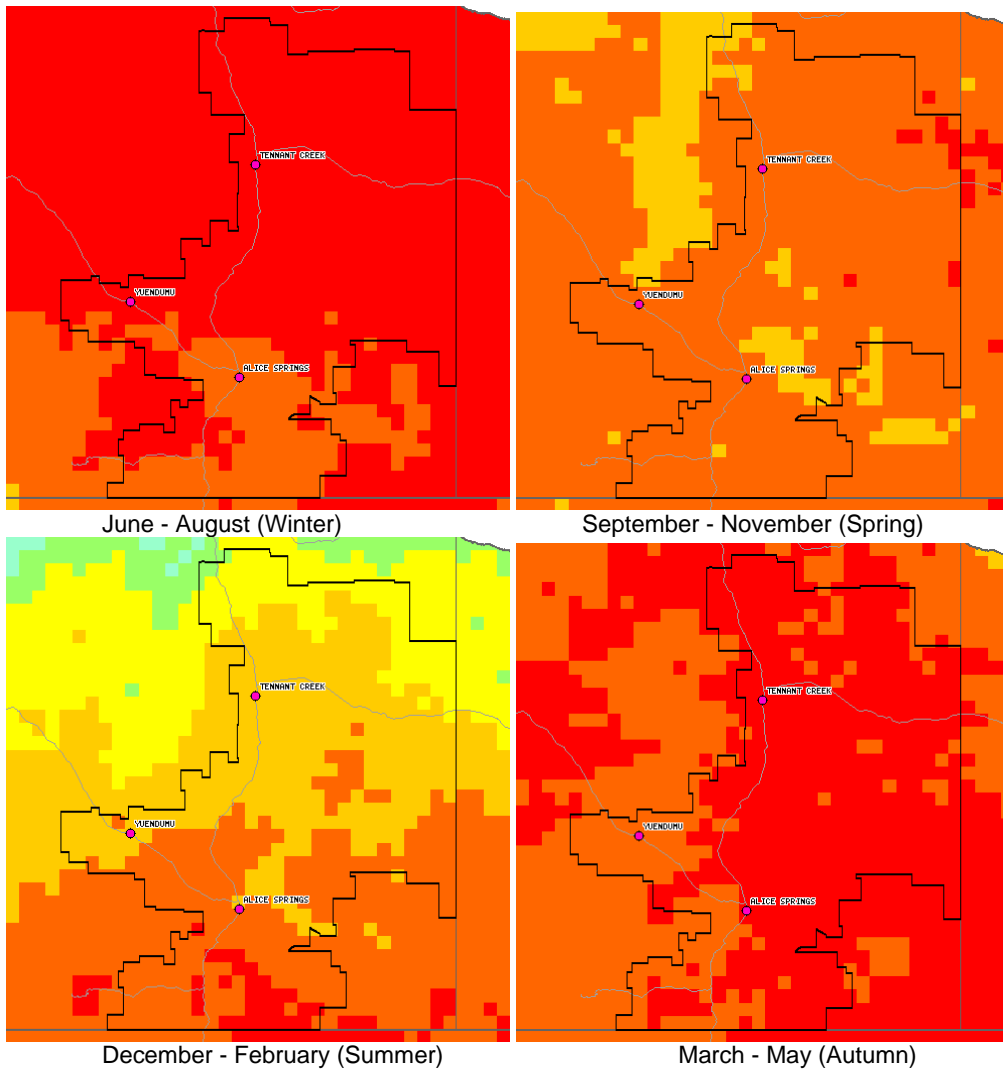 TENNANT CREEK
YUENDUMU
ALICE SPRINGS
June - August (Winter)
TENNANT CREEK
YUENDUMU
ALICE SPRINGS
September - November (Spring)
TENNANT CREEK
YUENDUMU
ALICE SPRINGS
December - February (Summer)
TENNANT CREEK
YUENDUMU
ALICE SPRINGS
March - May (Autumn)